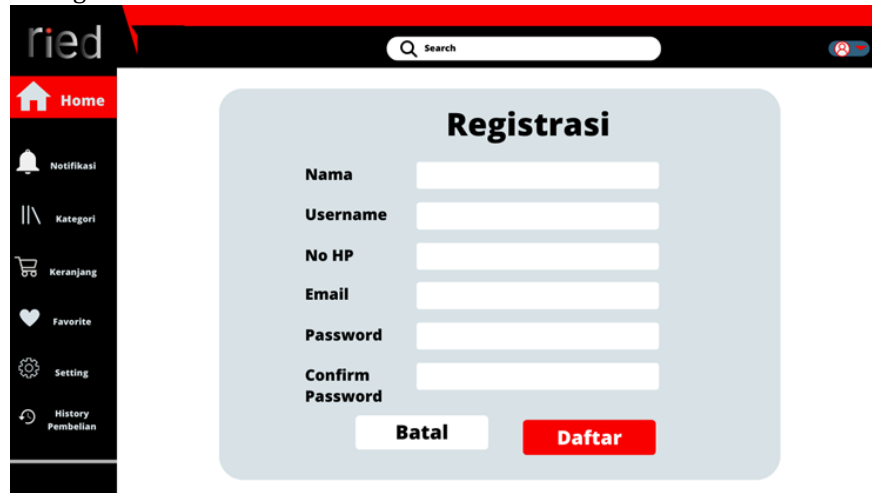 ried
Search
Home
Notifikasi
Kategori
Keranjang
Favorite
Setting
History
Pembelian
Registrasi
Nama
Username
No HP
Email
Password
Confirm
Password
Batal
Daftar